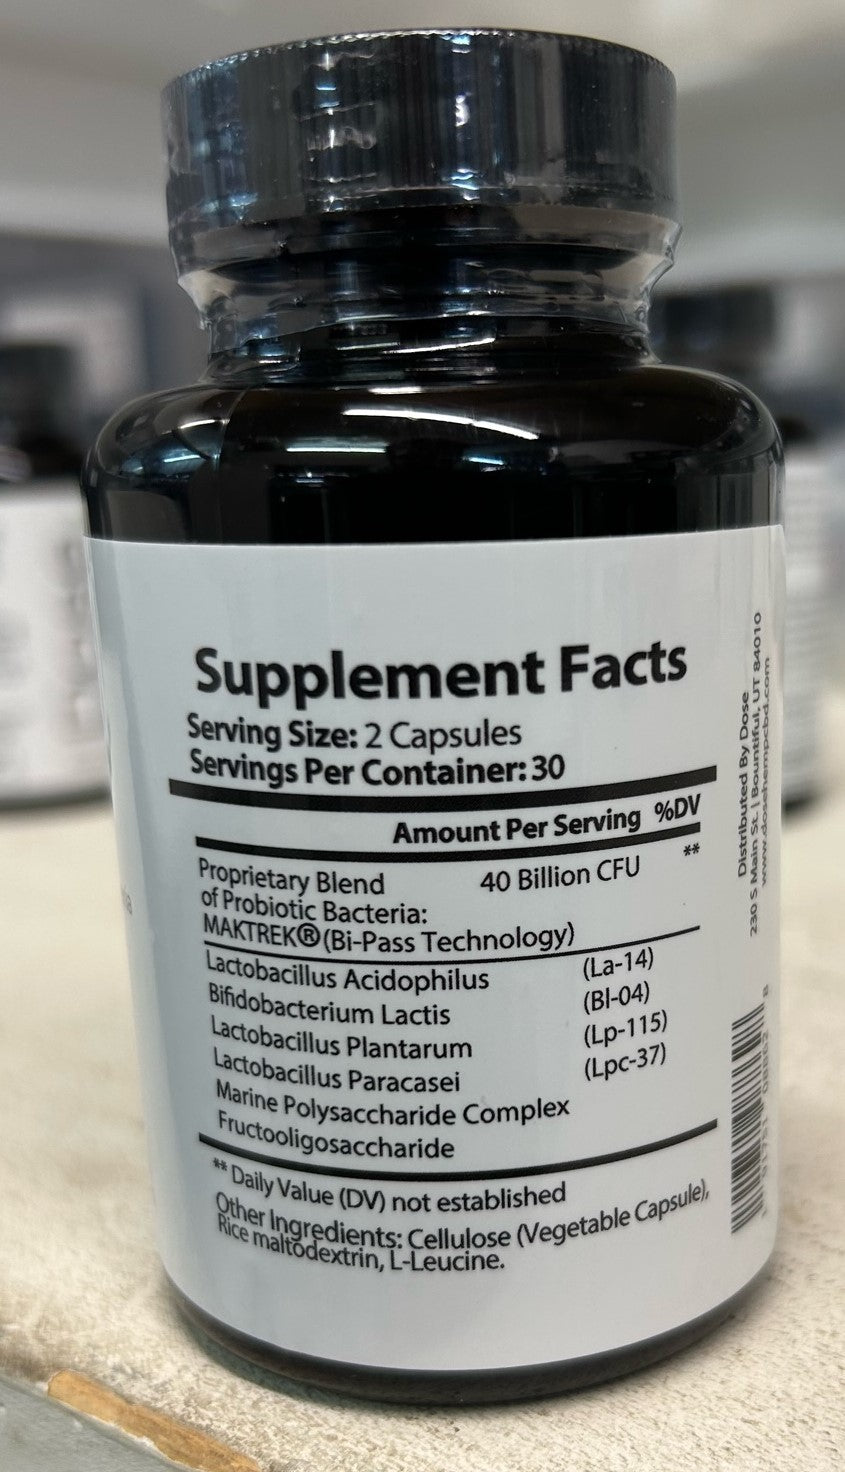 Supplement Facts
Serving Size: 2 Capsules
Servings Per Container: 30
Amount Per Serving %DV
Proprietary Blend 40 Billion CFU **
of Probiotic Bacteria:
MAKTREK®(Bi-Pass Technology)
Lactobacillus Acidophilus (La-14)
Bifidobacterium Lactis (Bl-04)
Lactobacillus Plantarum (Lp-115)
Lactobacillus Paracasei (Lpc-37)
Marine Polysaccharide Complex
Fructooligosaccharide
** Daily Value (DV) not established
Other Ingredients: Cellulose (Vegetable Capsule),
Rice maltodextrin, L-Leucine.
Distributed By Dose
230 S Main St. | Bountiful, UT 84010
www.dosehempcbd.com